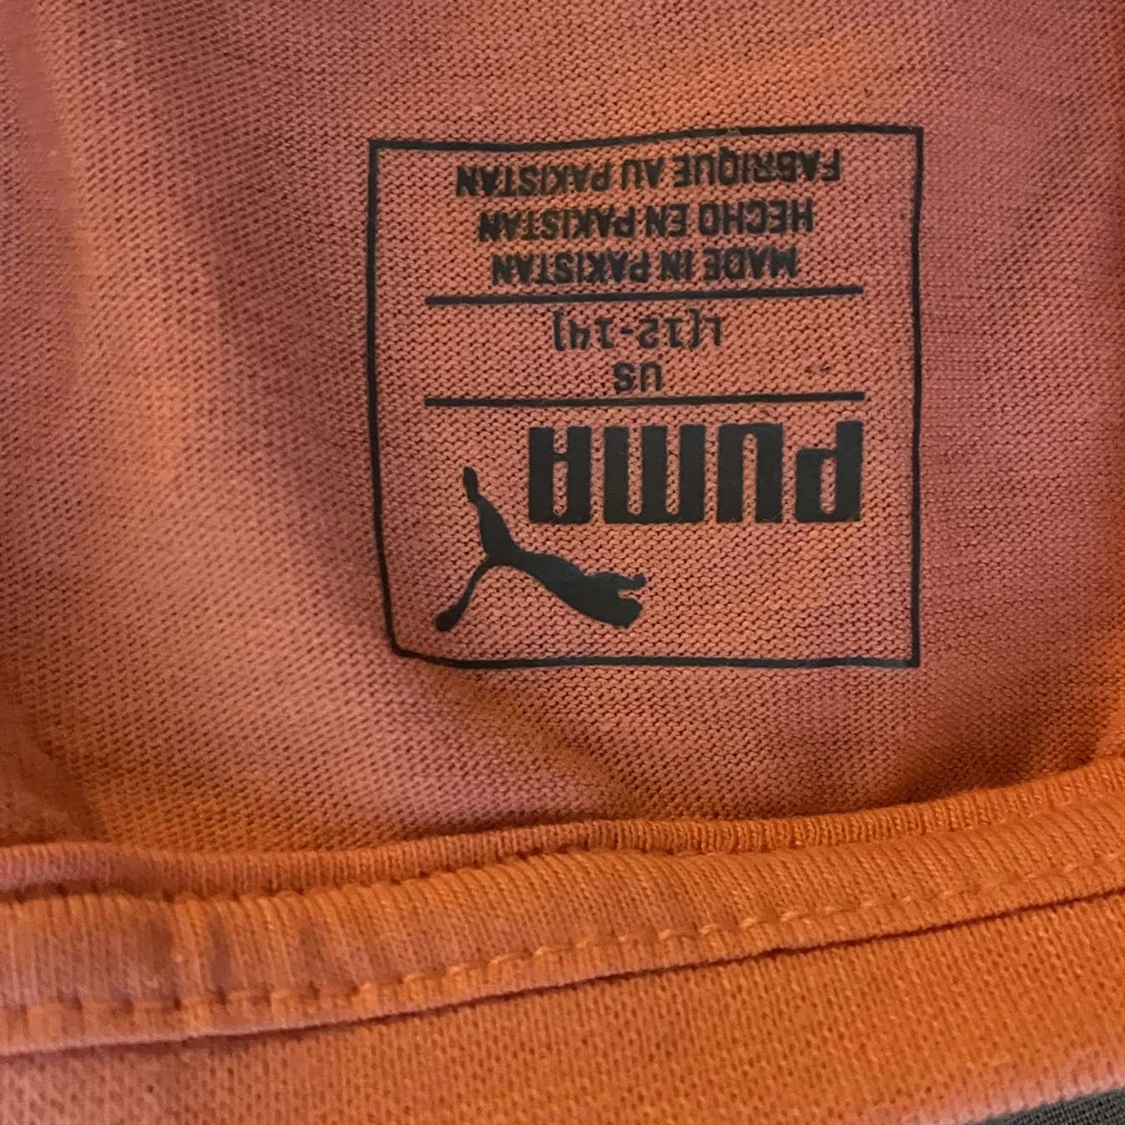 PUMA
US
L(12-14)
MADE IN PAKISTAN
HECHO EN PAKISTAN
FABRIQUE AU PAKISTAN